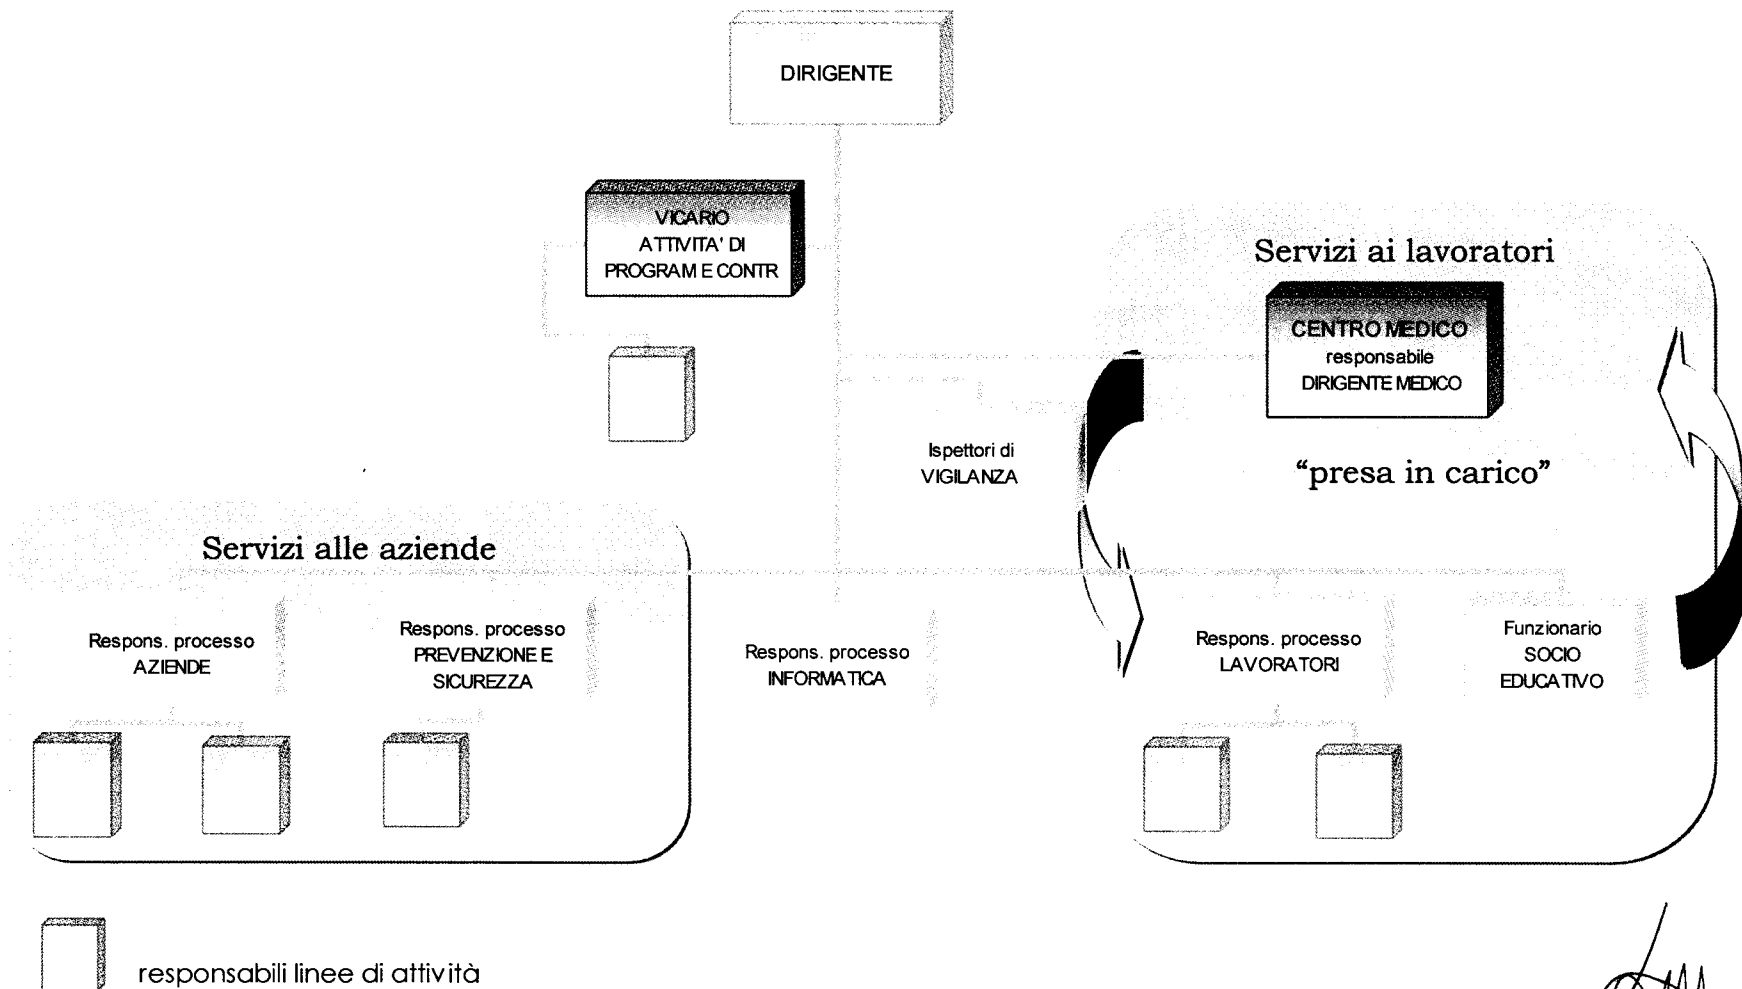 DIRIGENTE
VICARIO
ATTIVITA' DI
PROGRAM E CONTR
Servizi ai lavoratori
CENTRO MEDICO
responsabile
DIRIGENTE MEDICO
Ispettori di
VIGILANZA
“presa in carico”
Servizi alle aziende
Respons. processo
AZIENDE
Respons. processo
PREVENZIONE E
SICUREZZA
Respons. processo
INFORMATICA
Respons. processo
LAVORATORI
Funzionario
SOCIO
EDUCATIVO
responsabili linee di attività